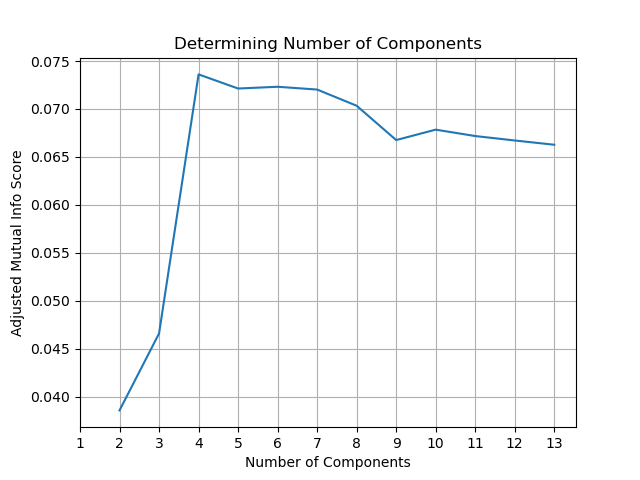 Determining Number of Components
0.075
0.070
0.065
0.060
0.055
0.050
0.045
0.040
Adjusted Mutual Info Score
1 2 3 4 5 6 7 8 9 10 11 12 13
Number of Components